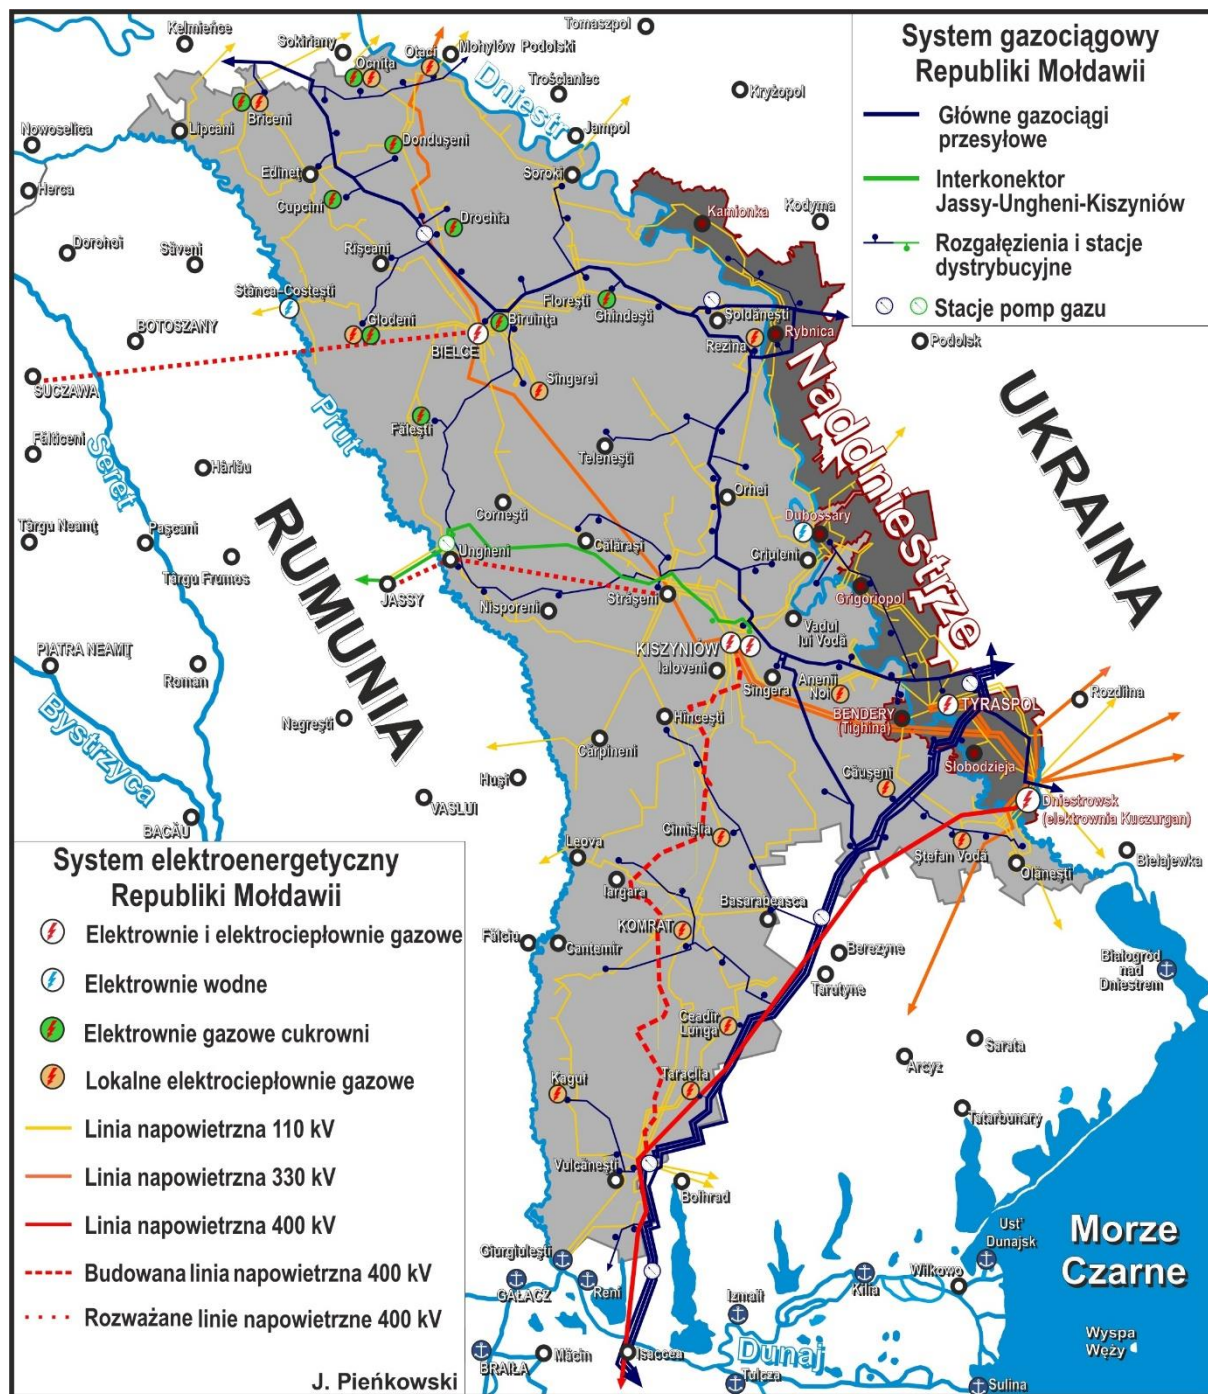 System gazociągowy
Republiki Mołdawii
Główne gazociągi
przesyłowe
Interkonektor
Jassy-Ungheni-Kiszyniów
Rozgałęzienia i stacje
dystrybucyjne
Stacje pomp gazu
Kelmieńce
Sokiriany
Ocnița
Otaci
Mohylów Podolski
Tomaszpol
Trościanec
Kryżopol
Dniestr
Nowoselica
Lipcani
Briceni
Dondușeni
Jampol
Herca
Edineț
Cupcini
Soroki
Kamionka
Kodyma
Dorohoi
Săveni
Rîșcani
Drochia
Stânca-Costești
Florești
Ghindești
Șoldănești
Rybnica
Podolsk
BOTOSZANY
Glodeni
Biruința
BIELCE
Rezina
SUCZAWA
Sîngerei
Naddniestrze
UKRAINA
Prut
Seret
Fălticeni
Fălești
Hârlău
Telenești
Orhei
RUMUNIA
Cornești
Dubossary
Târgu Neamț
Pașcani
Târgu Frumos
Ungheni
Călărași
Criuleni
JASSY
Nisporeni
Strășeni
Grigoriopol
Vadul
lui Vodă
PIATRA NEAMȚ
Roman
KISZYNIÓW
Ialoveni
Sîngera
Anenii
Noi
BENDERY
(Tighina)
TYRASPOL
Rozdilna
Bystrzyca
Negrești
Hîncești
Cărpineni
Słobodzieja
Huși
VASLUI
Căușeni
Dniestrowsk
(elektrownia Kuczurgan)
BACĂU
Cimișlia
Ștefan Vodă
Olănești
Bielajewka
System elektroenergetyczny
Republiki Mołdawii
Elektrownie i elektrociepłownie gazowe
Elektrownie wodne
Elektrownie gazowe cukrowni
Lokalne elektrociepłownie gazowe
Linia napowietrzna 110 kV
Linia napowietrzna 330 kV
Linia napowietrzna 400 kV
Budowana linia napowietrzna 400 kV
Rozważane linie napowietrzne 400 kV
J. Pieńkowski
Leova
Iargara
Basarabeasca
KOMRAT
Fălciu
Cantemir
Berezyne
Tarutyne
Białogród
nad
Dniestrem
Ceadîr
Lunga
Sarata
Arcyz
Kaguł
Taraclia
Tatarbunary
Vulcănești
Bolhrad
Giurgiulești
GAŁACZ
Reni
Izmaił
Kilia
Wilkowo
Ust'
Dunajsk
Morze
Czarne
BRAIŁA
Măcin
Isaccea
Dunaj
Tulcza
Sulina
Wyspa
Węży